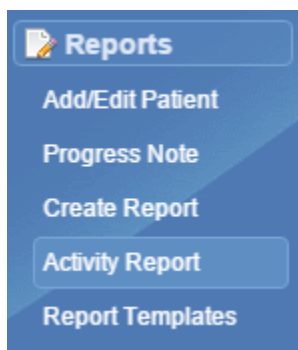 Reports
Add/Edit Patient
Progress Note
Create Report
Activity Report
Report Templates